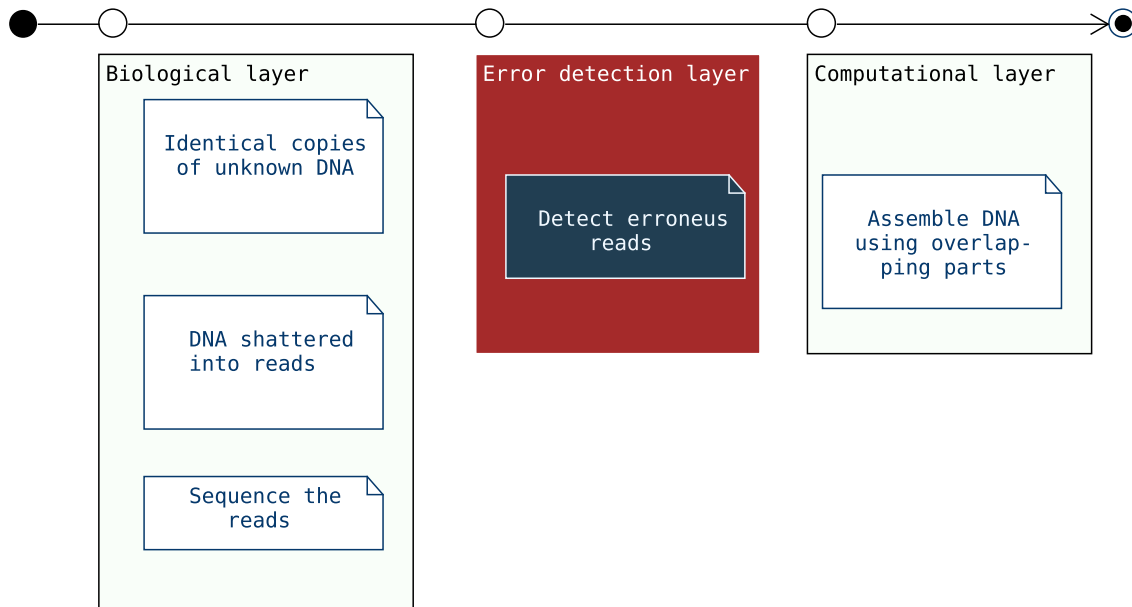 Biological layer
Identical copies
of unknown DNA
DNA shattered
into reads
Sequence the
reads
Error detection layer
Detect erroneus
reads
Computational layer
Assemble DNA
using overlap-
ping parts